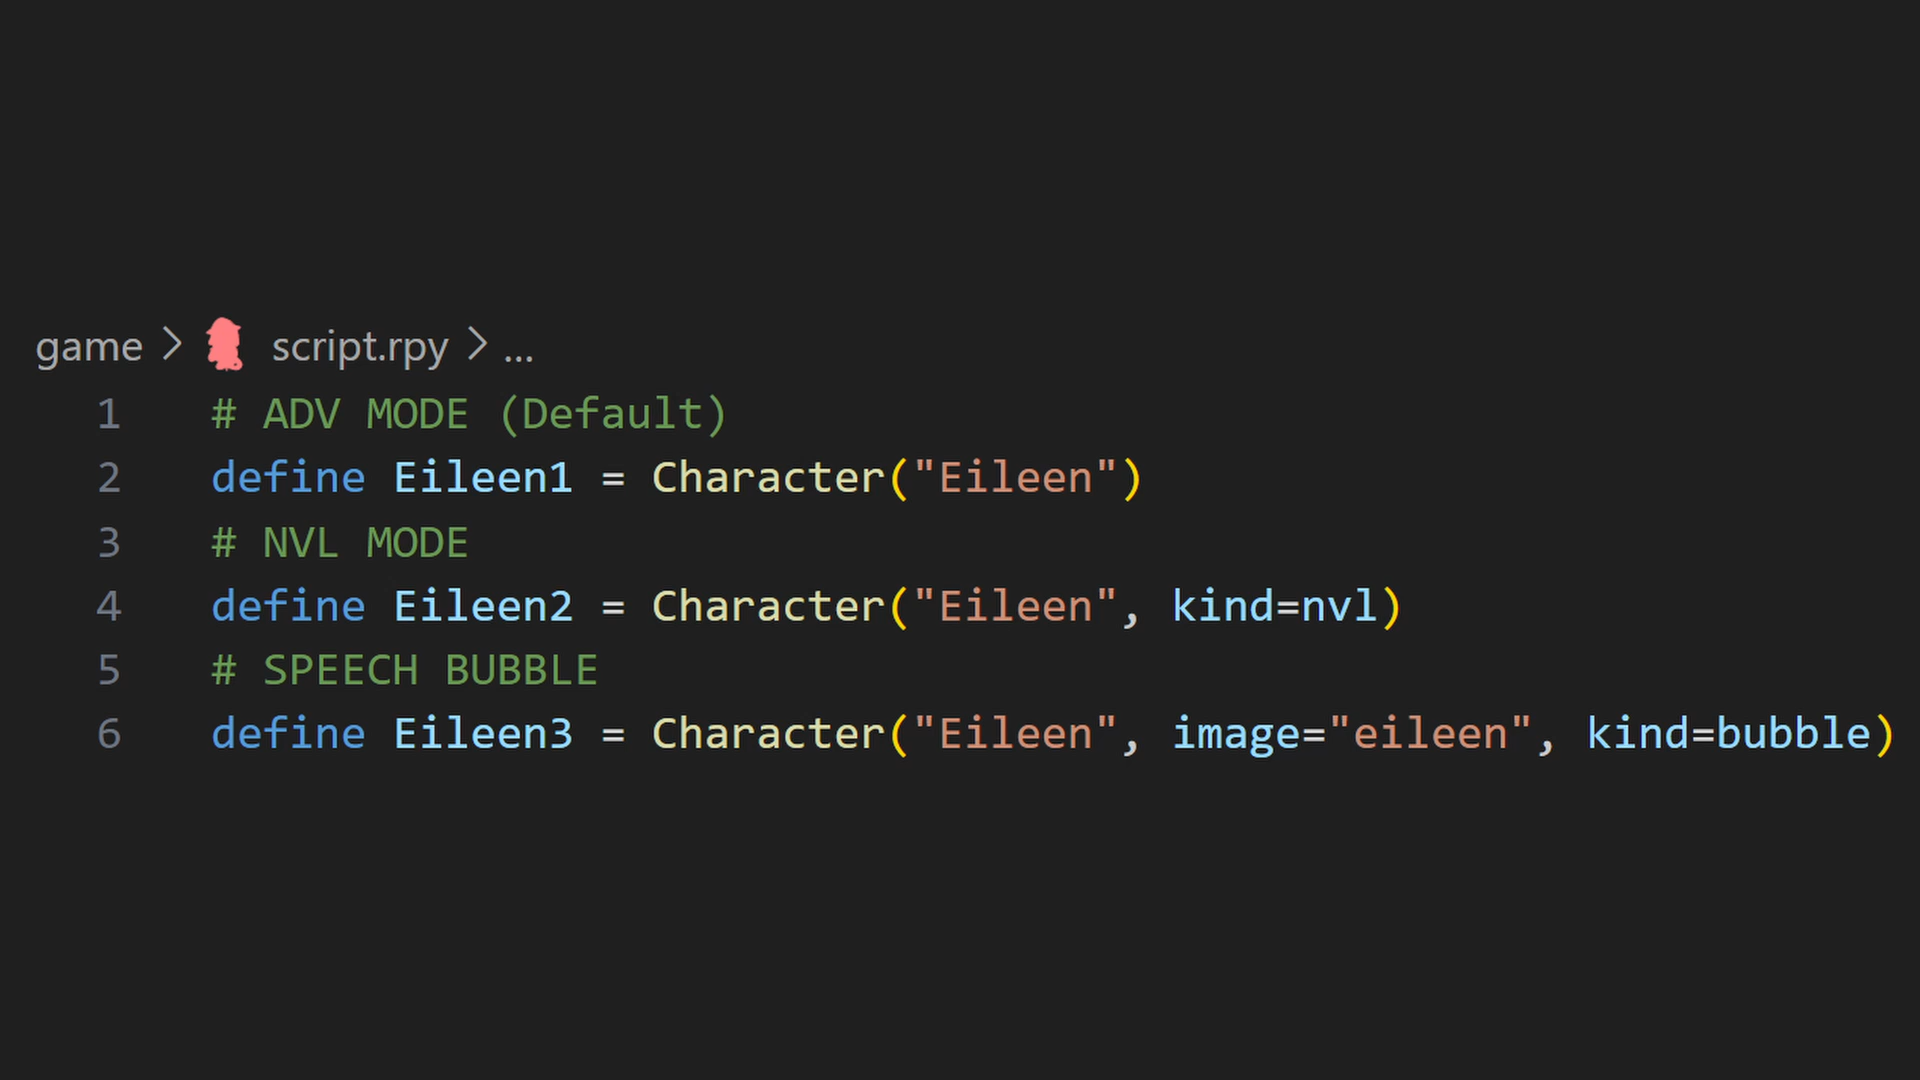 game > script.rpy > ...
1 # ADV MODE (Default)
2 define Eileen1 = Character("Eileen")
3 # NVL MODE
4 define Eileen2 = Character("Eileen", kind=nvl)
5 # SPEECH BUBBLE
6 define Eileen3 = Character("Eileen", image="eileen", kind=bubble)